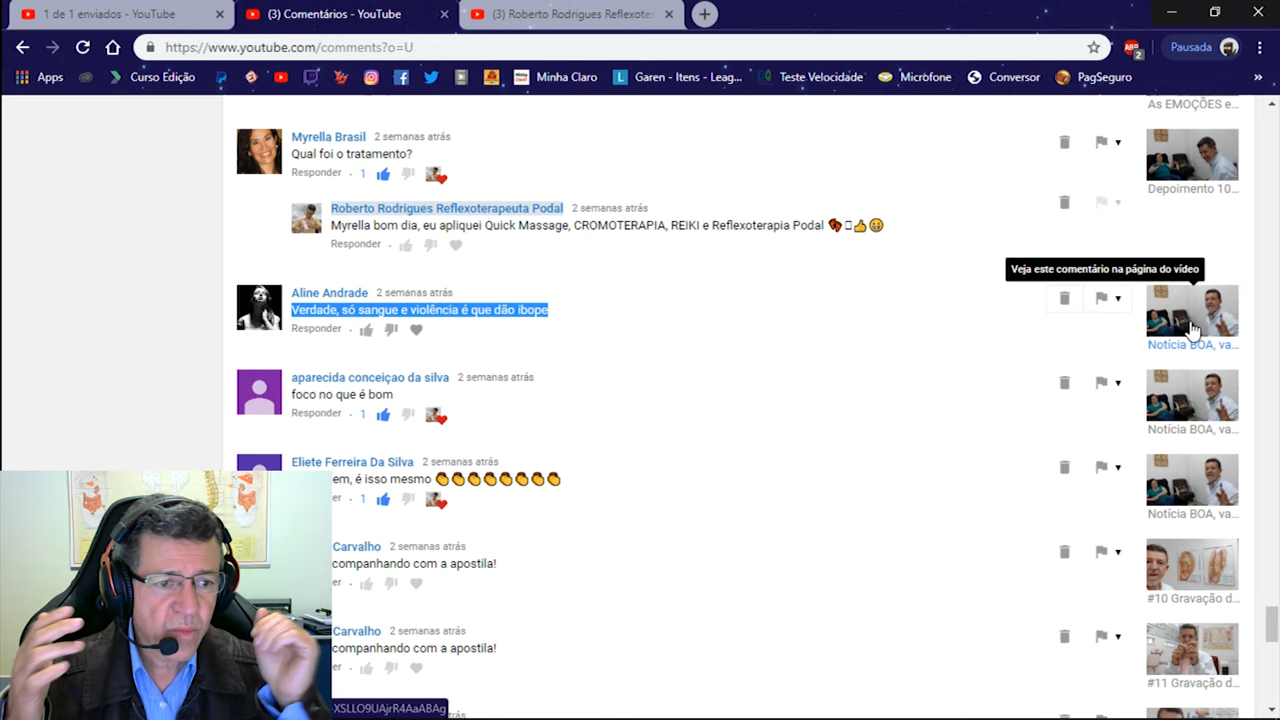 1 de 1 enviados - YouTube
(3) Comentários - YouTube
(3) Roberto Rodrigues Reflexoter
https://www.youtube.com/comments?o=U
Pausada
2
Apps
Curso Edição
Minha Claro
Garen - Itens - Leag...
Teste Velocidade
Microfone
Conversor
PagSeguro
»
As EMOÇÕES e...
Myrella Brasil 2 semanas atrás
Qual foi o tratamento?
Responder · 1
Depoimento 10...
Roberto Rodrigues Reflexoterapeuta Podal 2 semanas atrás
Myrella bom dia, eu apliquei Quick Massage, CROMOTERAPIA, REIKI e Reflexoterapia Podal 👣👍😀
Responder ·
Veja este comentário na página do vídeo
Aline Andrade 2 semanas atrás
Verdade, só sangue e violência é que dão ibope
Responder ·
Notícia BOA, va...
aparecida conceiçao da silva 2 semanas atrás
foco no que é bom
Responder · 1
Notícia BOA, va...
Eliete Ferreira Da Silva 2 semanas atrás
em, é isso mesmo 👏👏👏👏👏👏👏👏
er · 1
Notícia BOA, va...
Carvalho 2 semanas atrás
companhando com a apostila!
er ·
#10 Gravação d...
Carvalho 2 semanas atrás
companhando com a apostila!
er ·
#11 Gravação d...
XSLLO9UAjrR4AaABAg
semanas atrás